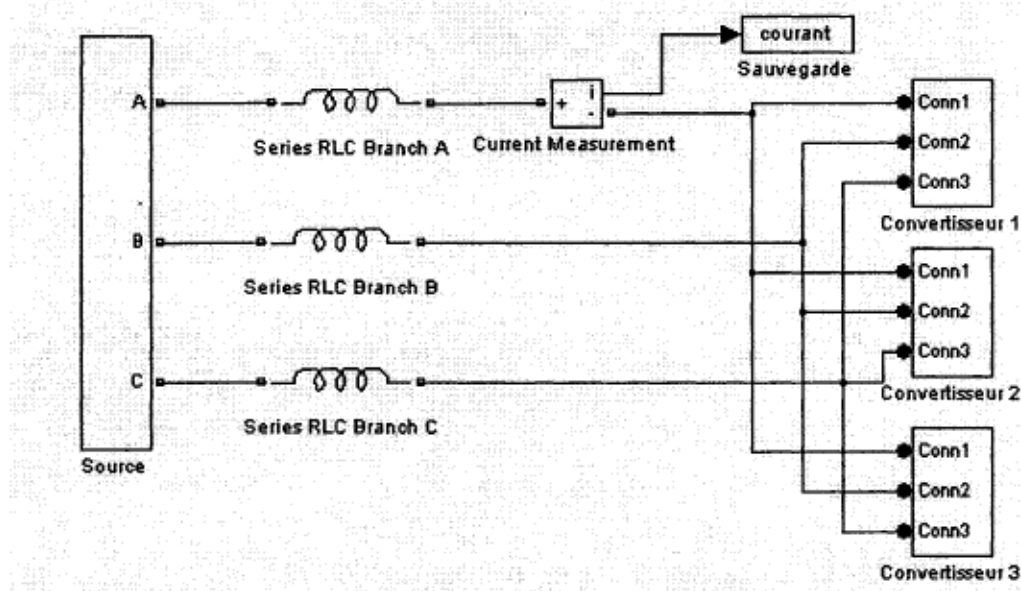 courant
Sauvegarde
A
+
i
-
Series RLC Branch A
Current Measurement
Conn1
Conn2
Conn3
Convertisseur 1
B
Series RLC Branch B
Conn1
Conn2
Conn3
Convertisseur 2
C
Series RLC Branch C
Source
Conn1
Conn2
Conn3
Convertisseur 3